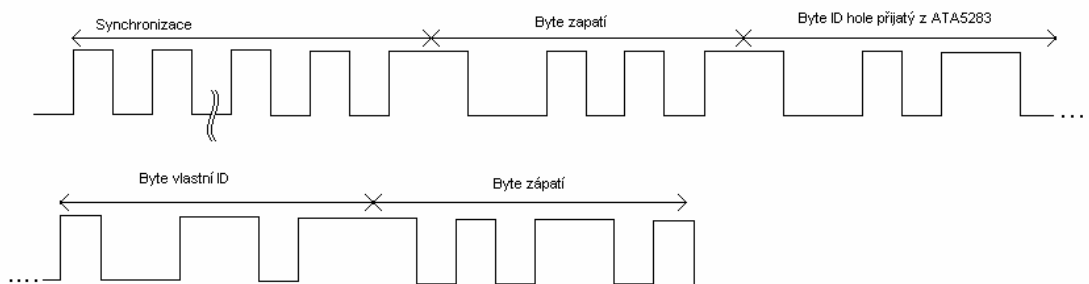 Synchronizace
Byte zapatí
Byte ID hole přijatý z ATA5283
...
Byte vlastní ID
Byte zápatí
....